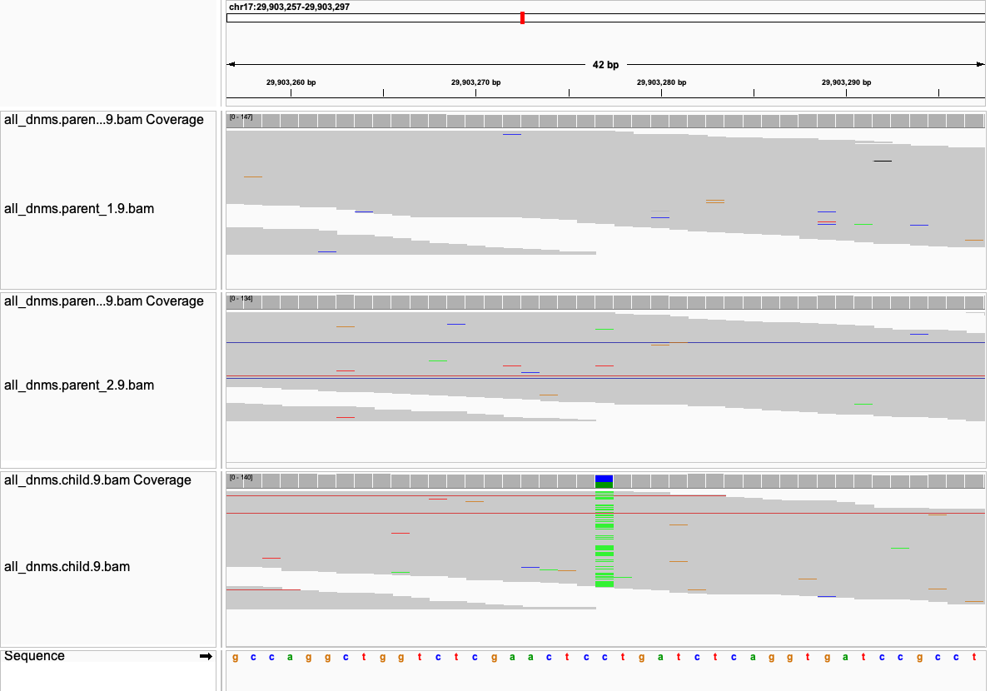 chr17:29,903,257-29,903,297
42 bp
29,903,260 bp 29,903,270 bp 29,903,280 bp 29,903,290 bp
all_dnms.paren...9.bam Coverage
[0 - 147]
all_dnms.parent_1.9.bam
all_dnms.paren...9.bam Coverage
[0 - 134]
all_dnms.parent_2.9.bam
all_dnms.child.9.bam Coverage
[0 - 140]
all_dnms.child.9.bam
Sequence
g c c a g g c t g g t c t c g a a c t c c t g a t c t c a g g t g a t c c g c c t